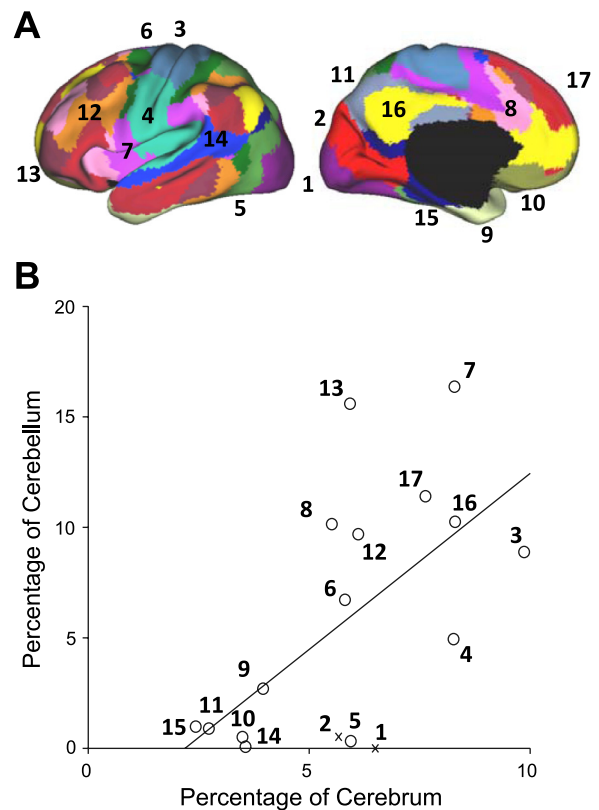 A
6 3
12 4 7 14 13 5
11 17 2 16 8 1 15 10 9
B
20
15
10
5
0
Percentage of Cerebellum
13 7
17
8 16
12 3
6
4
9
11
15 10 14 2 5 1
0 5 10
Percentage of Cerebrum